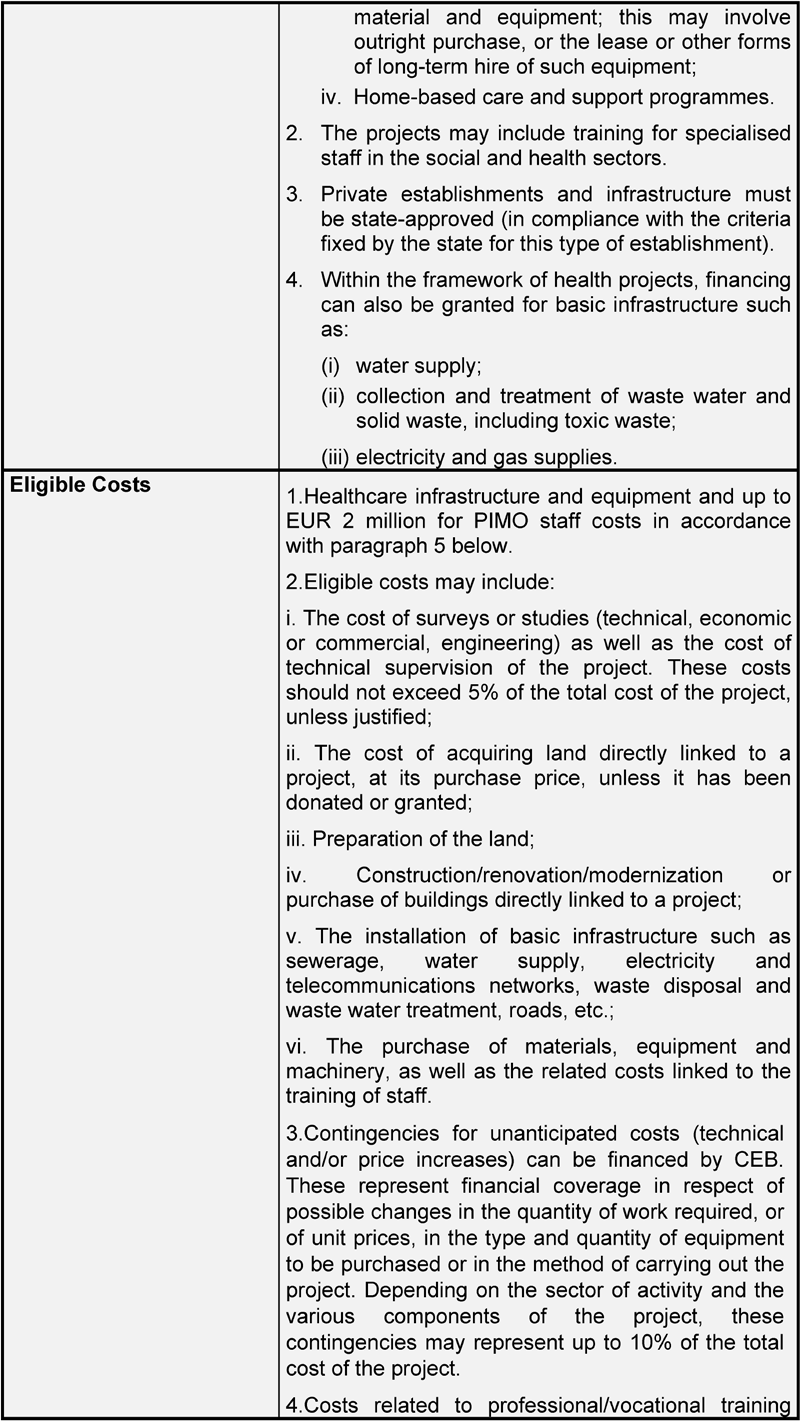 material and equipment; this may involve
outright purchase, or the lease or other forms
of long-term hire of such equipment;
iv. Home-based care and support programmes.
2. The projects may include training for specialised
staff in the social and health sectors.
3. Private establishments and infrastructure must
be state-approved (in compliance with the criteria
fixed by the state for this type of establishment).
4. Within the framework of health projects, financing
can also be granted for basic infrastructure such
as:
(i) water supply;
(ii) collection and treatment of waste water and
solid waste, including toxic waste;
(iii) electricity and gas supplies.
Eligible Costs
1.Healthcare infrastructure and equipment and up to
EUR 2 million for PIMO staff costs in accordance
with paragraph 5 below.
2.Eligible costs may include:
i. The cost of surveys or studies (technical, economic
or commercial, engineering) as well as the cost of
technical supervision of the project. These costs
should not exceed 5% of the total cost of the project,
unless justified;
ii. The cost of acquiring land directly linked to a
project, at its purchase price, unless it has been
donated or granted;
iii. Preparation of the land;
iv. Construction/renovation/modernization or
purchase of buildings directly linked to a project;
v. The installation of basic infrastructure such as
sewerage, water supply, electricity and
telecommunications networks, waste disposal and
waste water treatment, roads, etc.;
vi. The purchase of materials, equipment and
machinery, as well as the related costs linked to the
training of staff.
3.Contingencies for unanticipated costs (technical
and/or price increases) can be financed by CEB.
These represent financial coverage in respect of
possible changes in the quantity of work required, or
of unit prices, in the type and quantity of equipment
to be purchased or in the method of carrying out the
project. Depending on the sector of activity and the
various components of the project, these
contingencies may represent up to 10% of the total
cost of the project.
4.Costs related to professional/vocational training